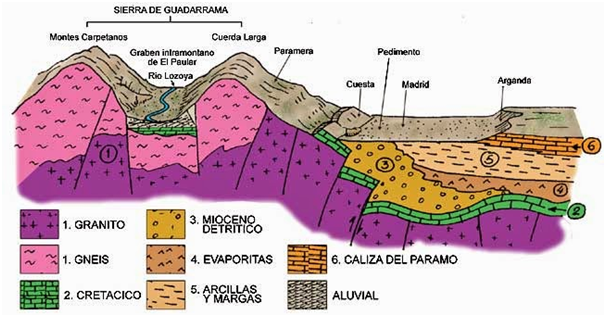 SIERRA DE GUADARRAMA
Montes Carpetanos
Cuerda Larga
Graben intramontano
de El Paular
Rio Lozoya
Paramera
Pedimento
Cuesta
Madrid
Arganda
1
3
5
6
4
2
1. GRANITO
3. MIOCENO
DETRITICO
1. GNEIS
4. EVAPORITAS
6. CALIZA DEL PARAMO
2. CRETACICO
5. ARCILLAS
Y MARGAS
ALUVIAL